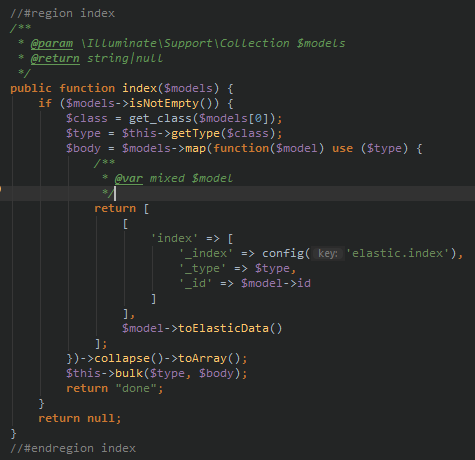 //#region index
/**
 * @param \Illuminate\Support\Collection $models
 * @return string|null
 */
public function index($models) {
    if ($models->isNotEmpty()) {
        $class = get_class($models[0]);
        $type = $this->getType($class);
        $body = $models->map(function($model) use ($type) {
            /**
             * @var mixed $model
             */
            return [
                [
                    'index' => [
                        '_index' => config( key: 'elastic.index'),
                        '_type' => $type,
                        '_id' => $model->id
                    ]
                ],
                $model->toElasticData()
            ];
        })->collapse()->toArray();
        $this->bulk($type, $body);
        return "done";
    }
    return null;
}
//#endregion index